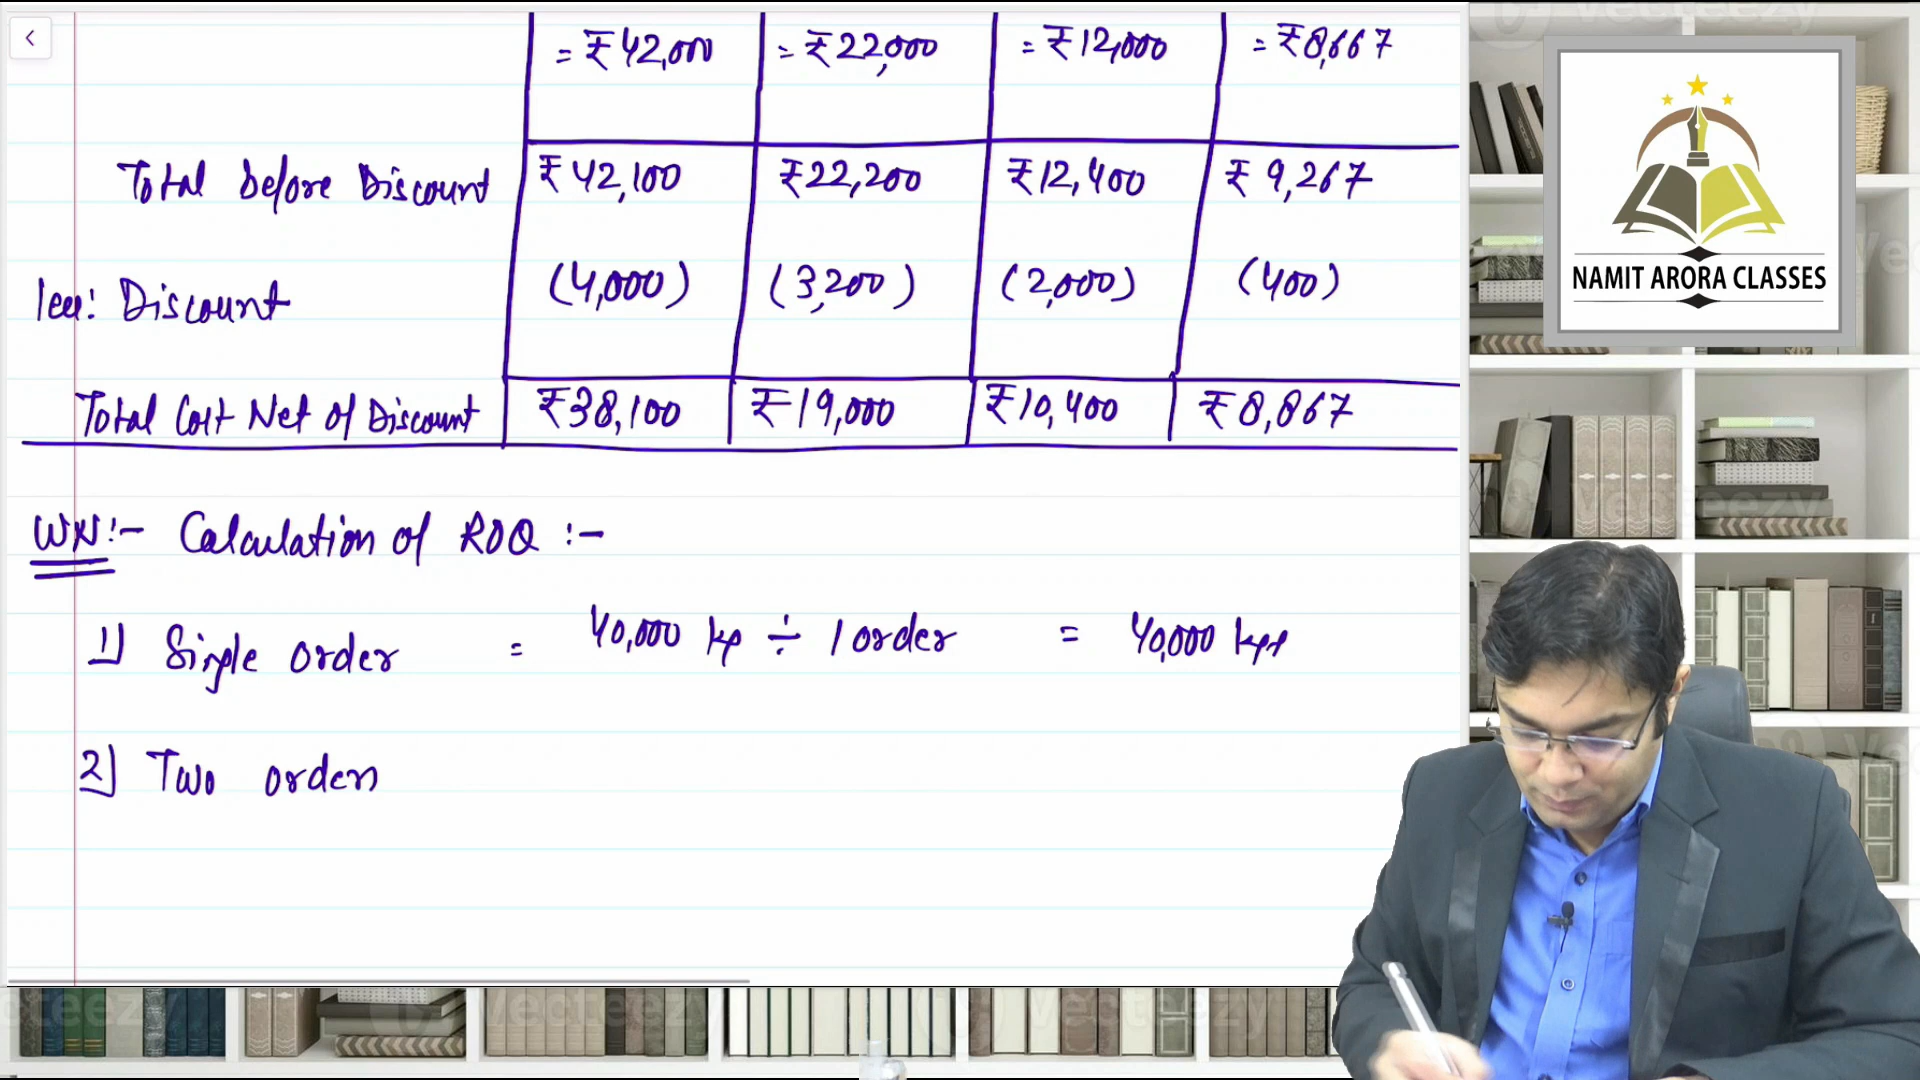 = ₹42,000 = ₹22,000 = ₹12,000 = ₹8,667
Total before Discount ₹42,100 ₹22,200 ₹12,400 ₹9,267
less: Discount (4,000) (3,200) (2,000) (400)
Total Cost Net of Discount ₹38,100 ₹19,000 ₹10,400 ₹8,867
WN:- Calculation of ROQ :-
1) Single order = 40,000 kg ÷ 1 order = 40,000 kgs
2) Two orders
NAMIT ARORA CLASSES
vecteezy